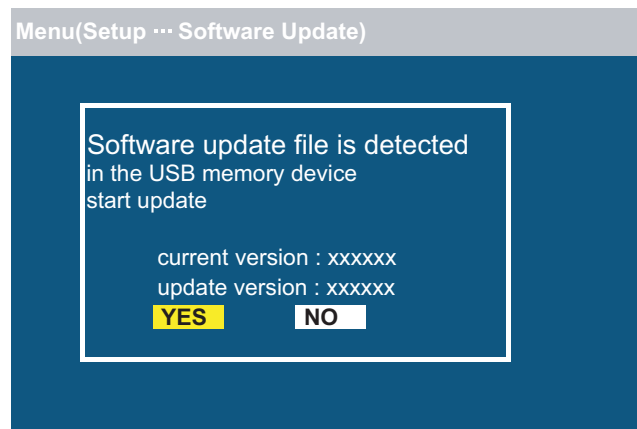 Menu(Setup ··· Software Update)
Software update file is detected
in the USB memory device
start update
current version : xxxxxx
update version : xxxxxx
YES NO